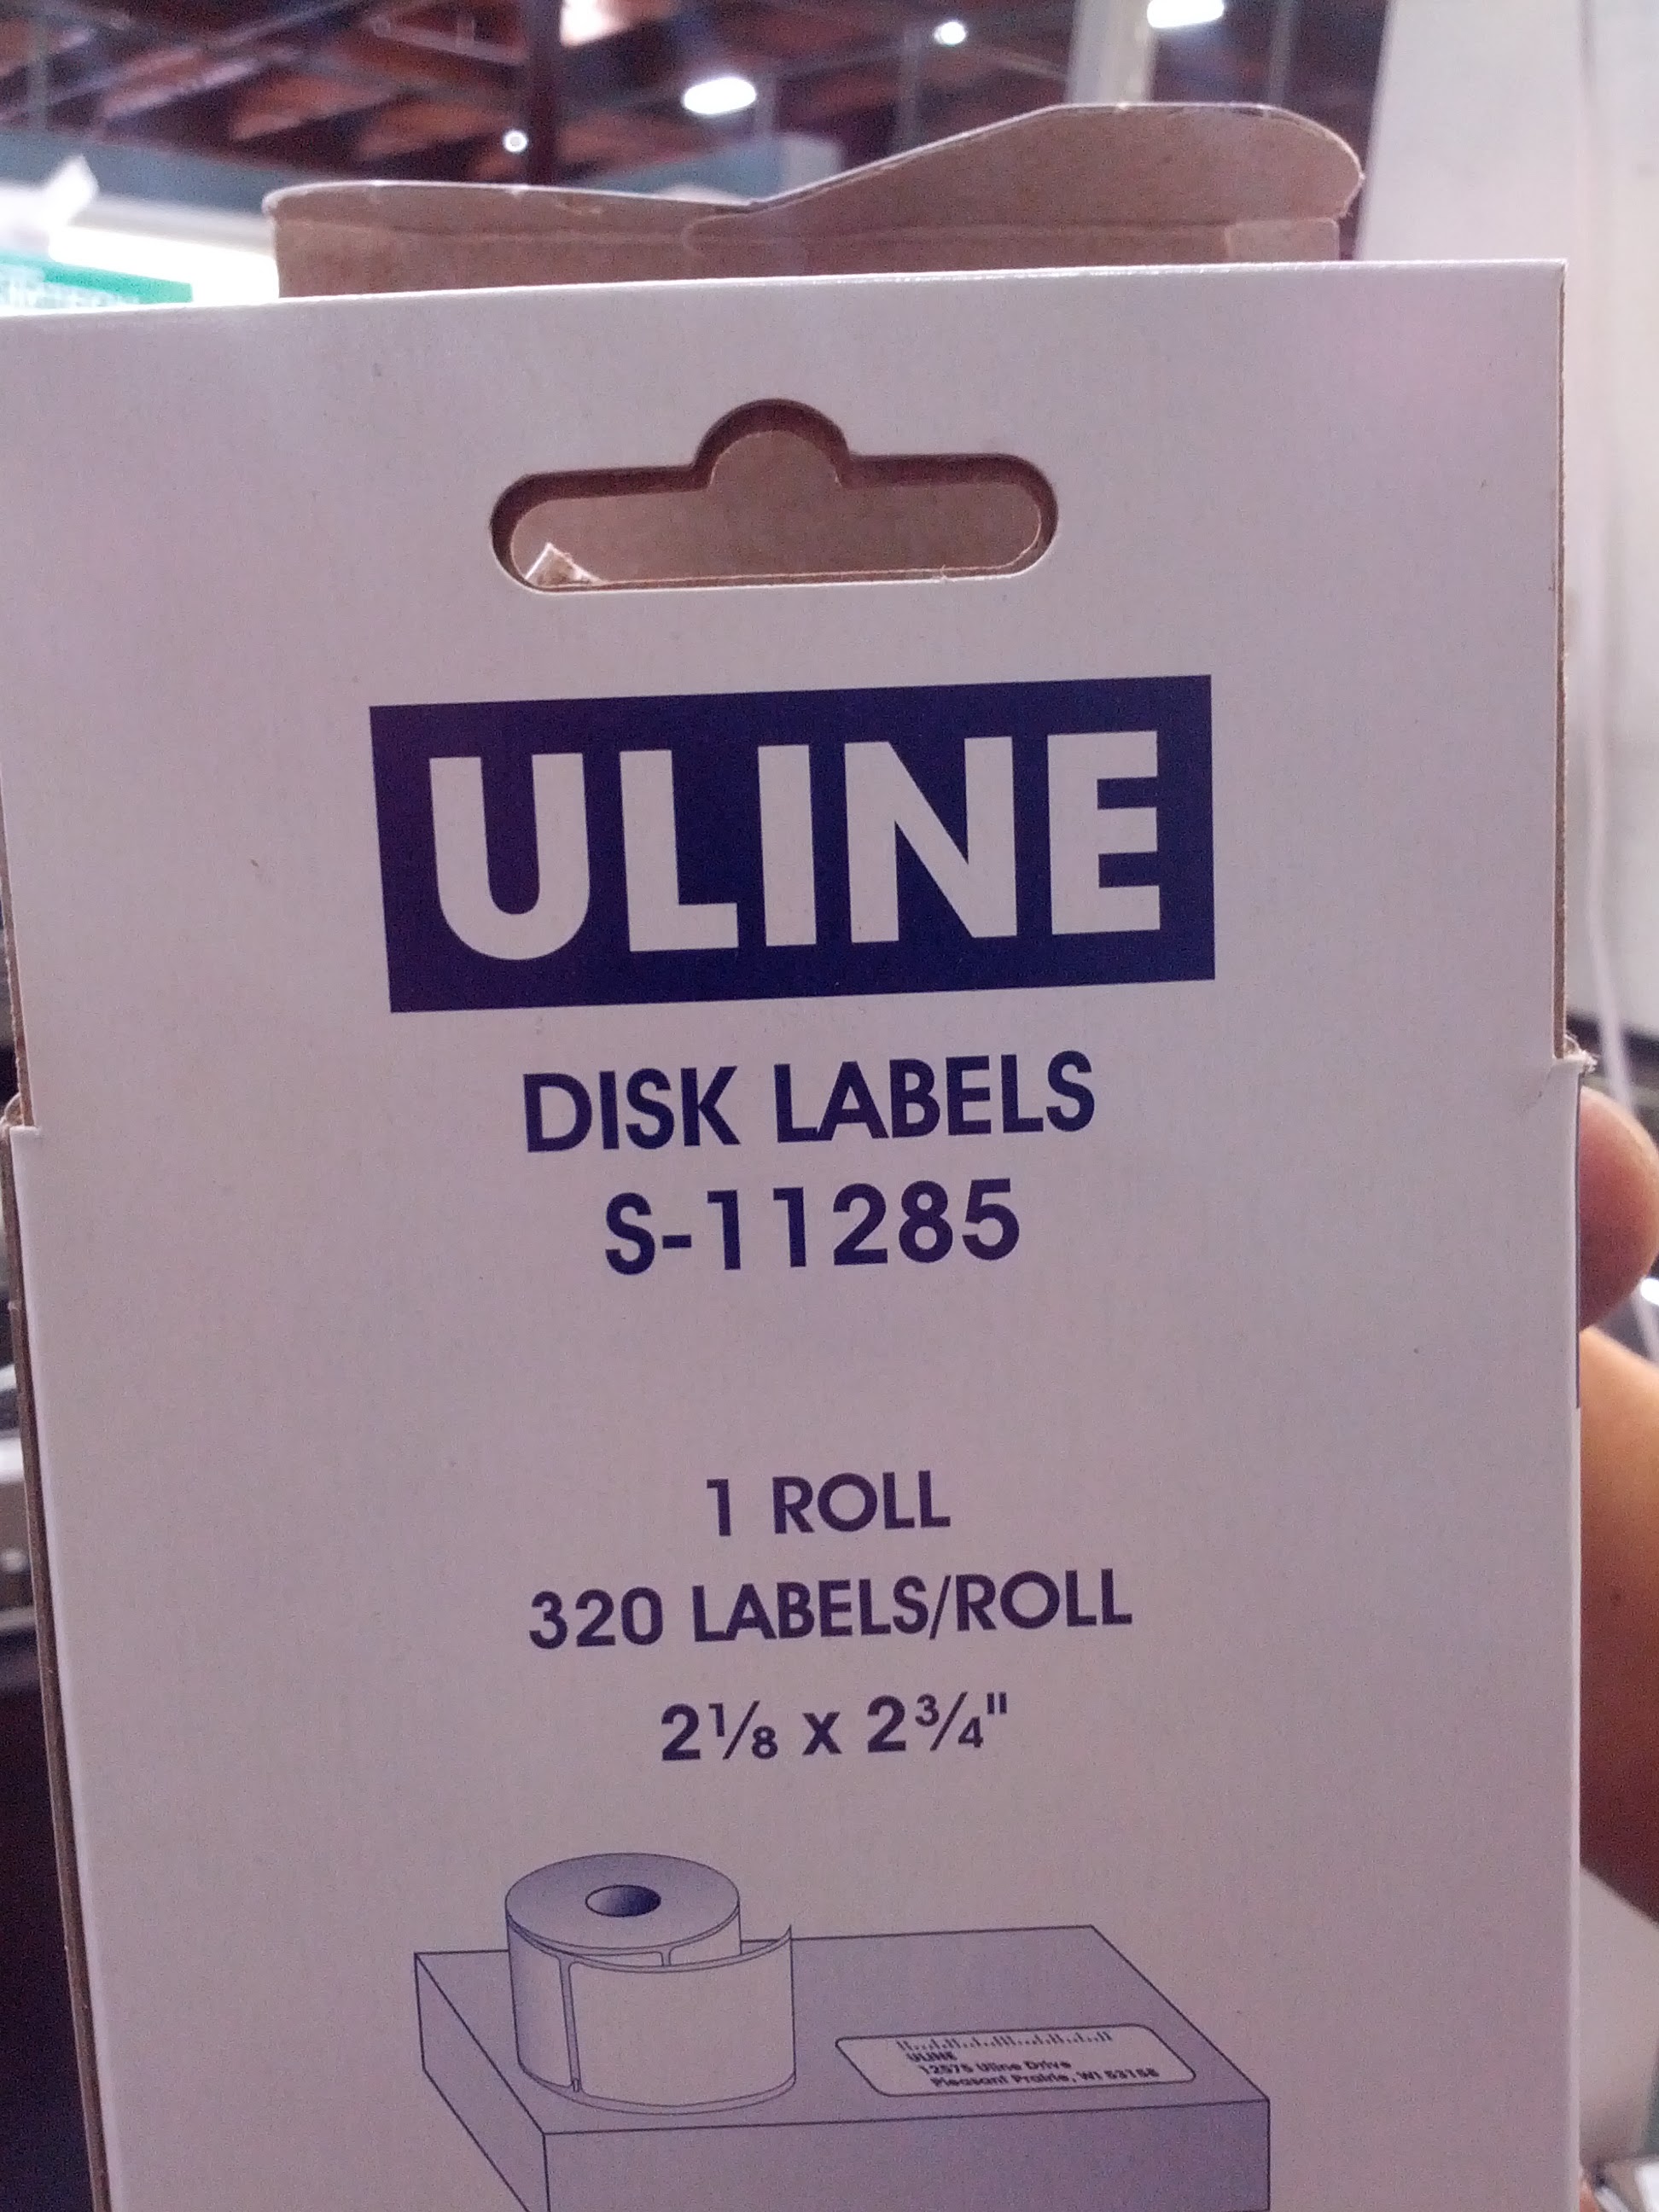 ULINE
DISK LABELS
S-11285
1 ROLL
320 LABELS/ROLL
2⅛ x 2¾"
ULINE
12575 Uline Drive
Pleasant Prairie, WI 53158